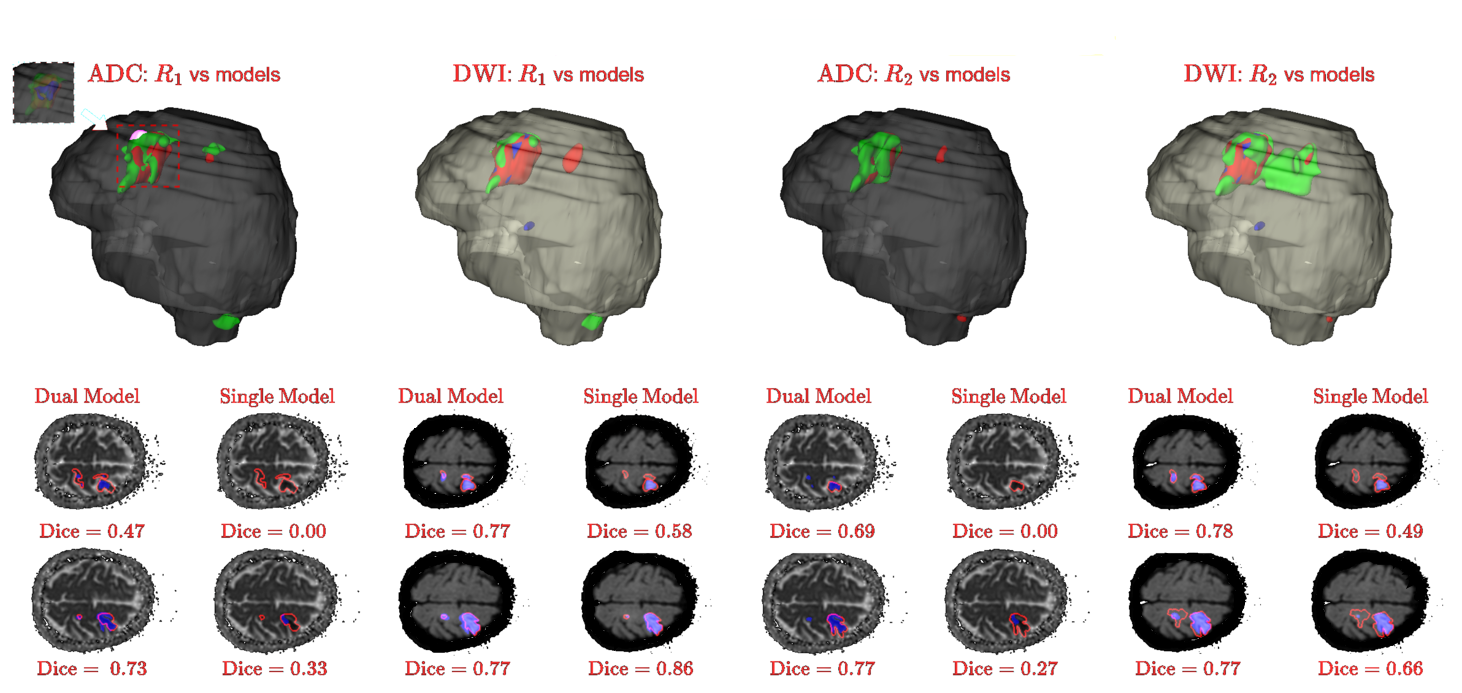 ADC: R₁ vs models
DWI: R₁ vs models
ADC: R₂ vs models
DWI: R₂ vs models
Dual Model
Single Model
Dual Model
Single Model
Dual Model
Single Model
Dual Model
Single Model
Dice = 0.47
Dice = 0.00
Dice = 0.77
Dice = 0.58
Dice = 0.69
Dice = 0.00
Dice = 0.78
Dice = 0.49
Dice = 0.73
Dice = 0.33
Dice = 0.77
Dice = 0.86
Dice = 0.77
Dice = 0.27
Dice = 0.77
Dice = 0.66